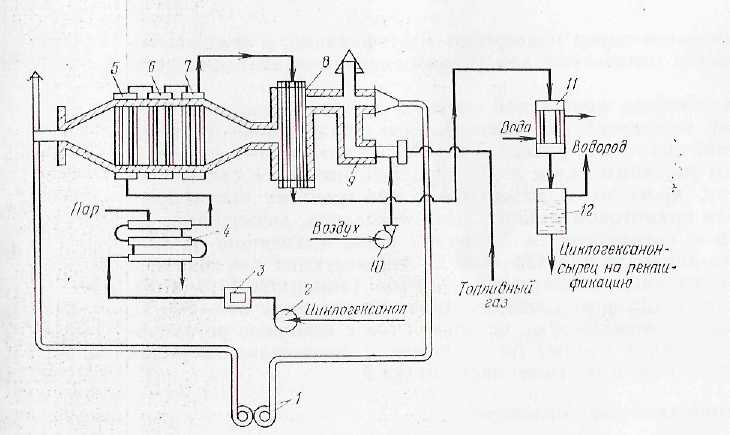 5
6
7
8
11
Вода
Водород
9
12
Пар
4
Воздух
10
Циклогексанон-
сырец на ректи-
фикацию
3
2
Циклогексанол
Топливный
газ
1